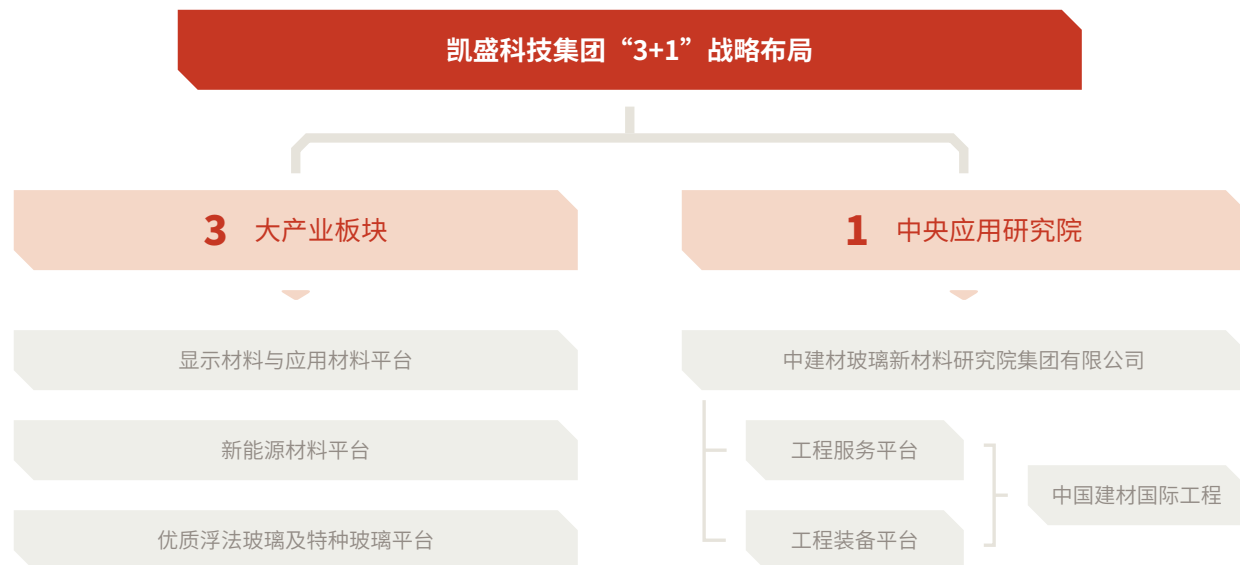 凯盛科技集团“3+1”战略布局
3 大产业板块
显示材料与应用材料平台
新能源材料平台
优质浮法玻璃及特种玻璃平台
1 中央应用研究院
中建材玻璃新材料研究院集团有限公司
工程服务平台
工程装备平台
中国建材国际工程